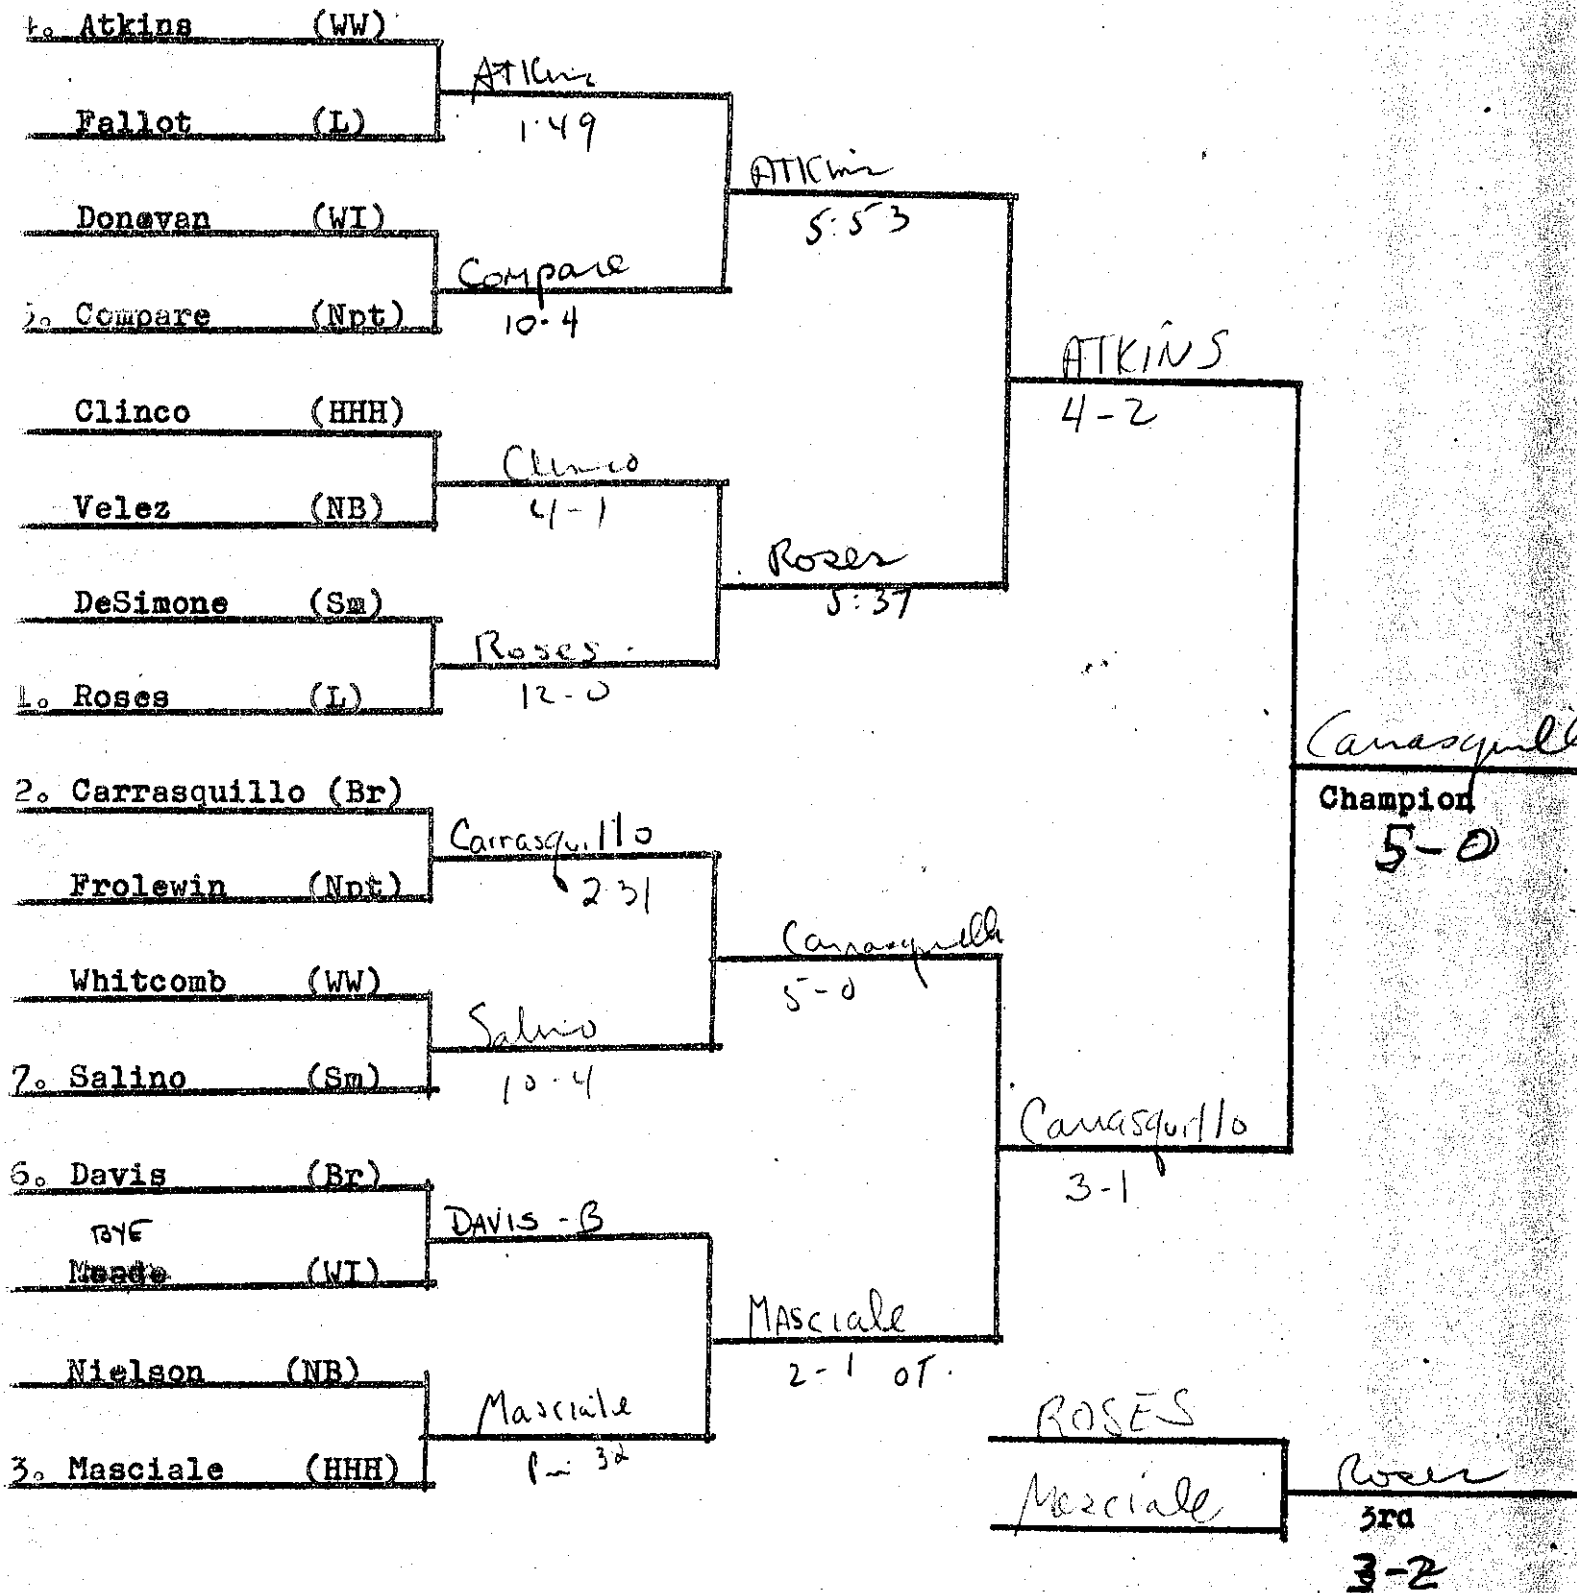 4. Atkins (WW)
Atkins
Fallot (L)
1:49
Atkins
5:53
Donovan (WI)
Compare
5. Compare (Npt)
10-4
ATKINS
4-2
Clinco (HHH)
Clinco
Velez (NB)
4-1
Roses
5:37
DeSimone (Sm)
Roses
1. Roses (L)
12-0
Carrasquillo
Champion
5-0
2. Carrasquillo (Br)
Carrasquillo
Frolewin (Npt)
2:31
Carrasquillo
5-0
Whitcomb (WW)
Salino
7. Salino (Sm)
10-4
Carrasquillo
3-1
6. Davis (Br)
DAVIS - B
BYE
Meade (WI)
Masciale
2-1 OT.
Nielson (NB)
Masciale
3. Masciale (HHH)
32
ROSES
Masciale
Roses
3rd
3-2